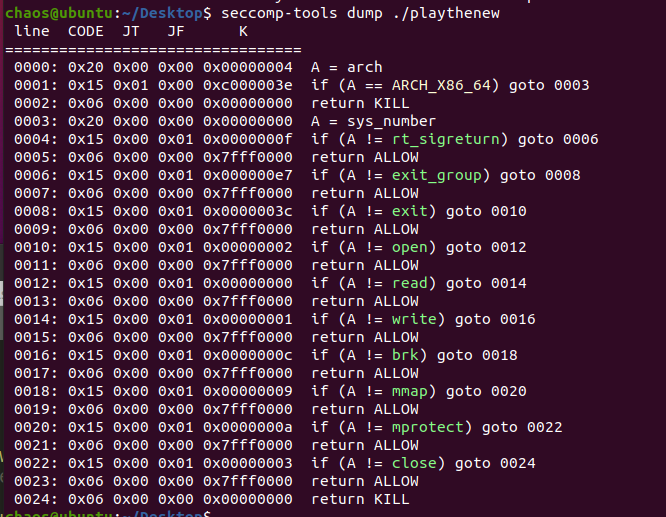 chaos@ubuntu:~/Desktop$ seccomp-tools dump ./playthenew
line CODE JT JF K
=================================
0000: 0x20 0x00 0x00 0x00000004 A = arch
0001: 0x15 0x01 0x00 0xc000003e if (A == ARCH_X86_64) goto 0003
0002: 0x06 0x00 0x00 0x00000000 return KILL
0003: 0x20 0x00 0x00 0x00000000 A = sys_number
0004: 0x15 0x00 0x01 0x0000000f if (A != rt_sigreturn) goto 0006
0005: 0x06 0x00 0x00 0x7fff0000 return ALLOW
0006: 0x15 0x00 0x01 0x000000e7 if (A != exit_group) goto 0008
0007: 0x06 0x00 0x00 0x7fff0000 return ALLOW
0008: 0x15 0x00 0x01 0x0000003c if (A != exit) goto 0010
0009: 0x06 0x00 0x00 0x7fff0000 return ALLOW
0010: 0x15 0x00 0x01 0x00000002 if (A != open) goto 0012
0011: 0x06 0x00 0x00 0x7fff0000 return ALLOW
0012: 0x15 0x00 0x01 0x00000000 if (A != read) goto 0014
0013: 0x06 0x00 0x00 0x7fff0000 return ALLOW
0014: 0x15 0x00 0x01 0x00000001 if (A != write) goto 0016
0015: 0x06 0x00 0x00 0x7fff0000 return ALLOW
0016: 0x15 0x00 0x01 0x0000000c if (A != brk) goto 0018
0017: 0x06 0x00 0x00 0x7fff0000 return ALLOW
0018: 0x15 0x00 0x01 0x00000009 if (A != mmap) goto 0020
0019: 0x06 0x00 0x00 0x7fff0000 return ALLOW
0020: 0x15 0x00 0x01 0x0000000a if (A != mprotect) goto 0022
0021: 0x06 0x00 0x00 0x7fff0000 return ALLOW
0022: 0x15 0x00 0x01 0x00000003 if (A != close) goto 0024
0023: 0x06 0x00 0x00 0x7fff0000 return ALLOW
0024: 0x06 0x00 0x00 0x00000000 return KILL
chaos@ubuntu:~/Desktop$